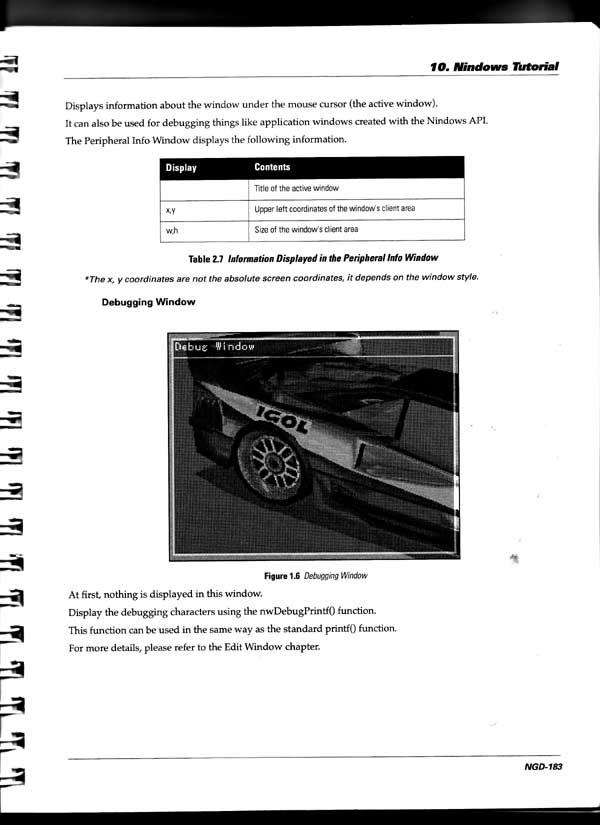 10. Nindows Tutorial
Displays information about the window under the mouse cursor (the active window).
It can also be used for debugging things like application windows created with the Nindows API.
The Peripheral Info Window displays the following information.
Display Contents
Title of the active window
x,y Upper left coordinates of the window's client area
w,h Size of the window's client area
Table 2.7 Information Displayed in the Peripheral Info Window
*The x, y coordinates are not the absolute screen coordinates, it depends on the window style.
Debugging Window
Debug Window
IGOL
Figure 1.6 Debugging Window
At first, nothing is displayed in this window.
Display the debugging characters using the nwDebugPrintf() function.
This function can be used in the same way as the standard printf() function.
For more details, please refer to the Edit Window chapter.
NGD-183